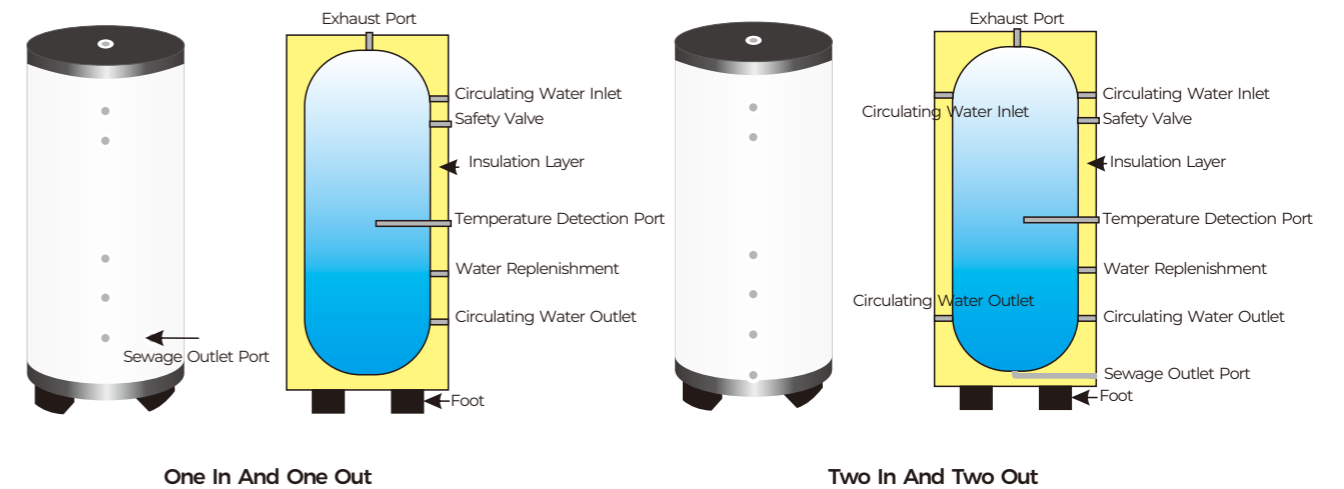 Exhaust Port
Circulating Water Inlet
Safety Valve
Insulation Layer
Temperature Detection Port
Water Replenishment
Circulating Water Outlet
Sewage Outlet Port
Foot
One In And One Out
Exhaust Port
Circulating Water Inlet
Circulating Water Inlet
Safety Valve
Insulation Layer
Temperature Detection Port
Water Replenishment
Circulating Water Outlet
Circulating Water Outlet
Sewage Outlet Port
Foot
Two In And Two Out